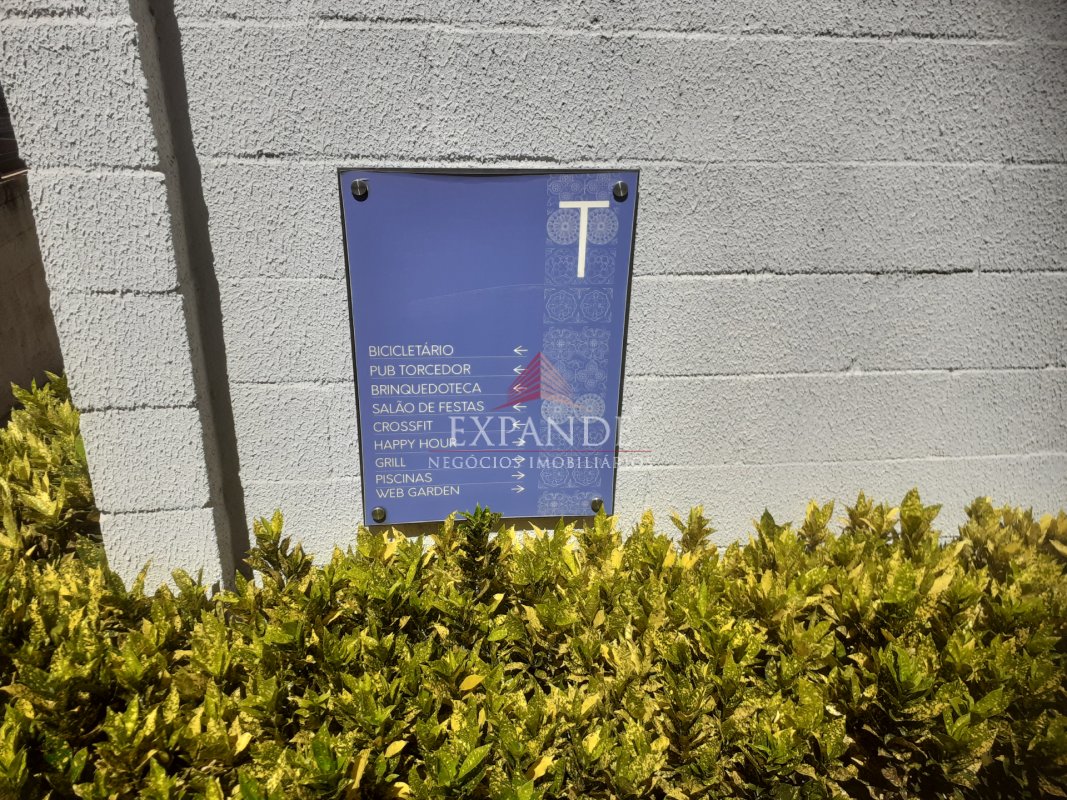 T
BICICLETÁRIO ←
PUB TORCEDOR ←
BRINQUEDOTECA ←
SALÃO DE FESTAS ←
CROSSFIT ←
HAPPY HOUR →
GRILL →
PISCINAS →
WEB GARDEN →
EXPANDE
NEGÓCIOS IMOBILIÁRIOS